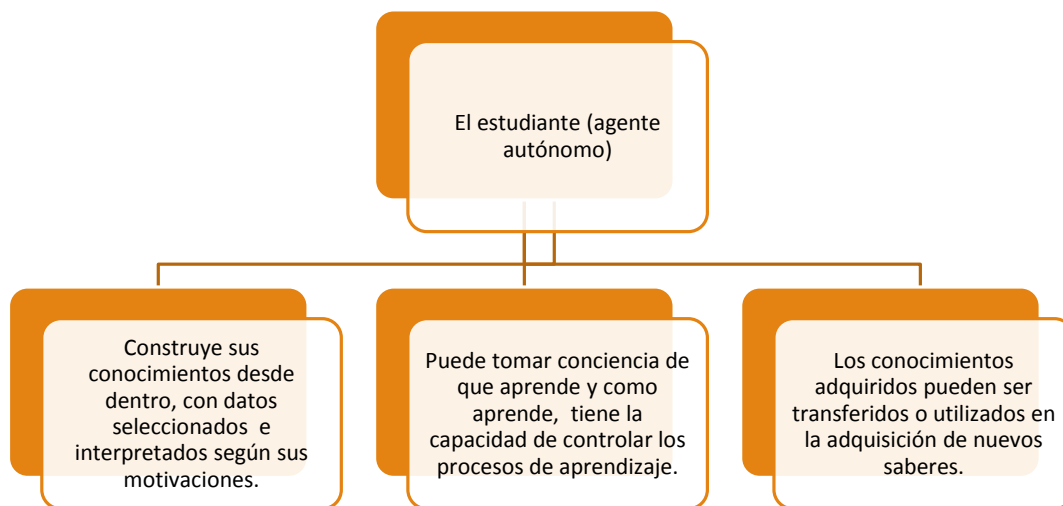 El estudiante (agente
autónomo)
Construye sus
conocimientos desde
dentro, con datos
seleccionados e
interpretados según sus
motivaciones.
Puede tomar conciencia de
que aprende y como
aprende, tiene la
capacidad de controlar los
procesos de aprendizaje.
Los conocimientos
adquiridos pueden ser
transferidos o utilizados en
la adquisición de nuevos
saberes.